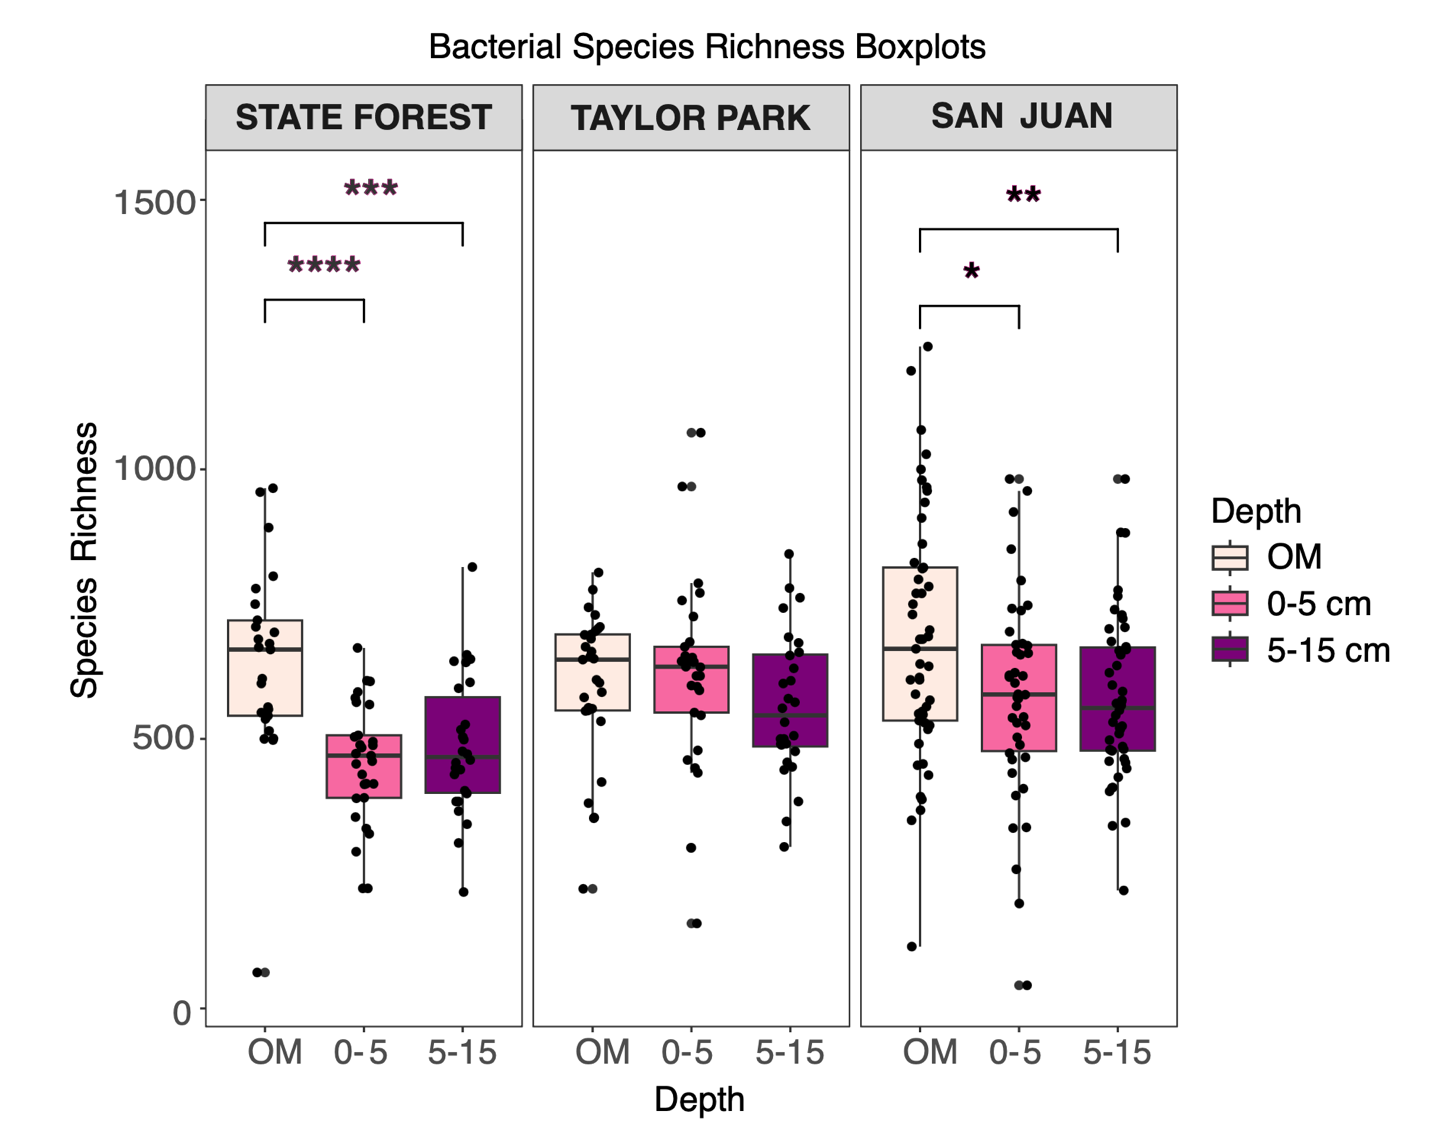 Bacterial Species Richness Boxplots
STATE FOREST
TAYLOR PARK
SAN JUAN
***
****
**
*
1500
1000
500
0
Species Richness
OM 0-5 5-15
OM 0-5 5-15
OM 0-5 5-15
Depth
Depth
OM
0-5 cm
5-15 cm